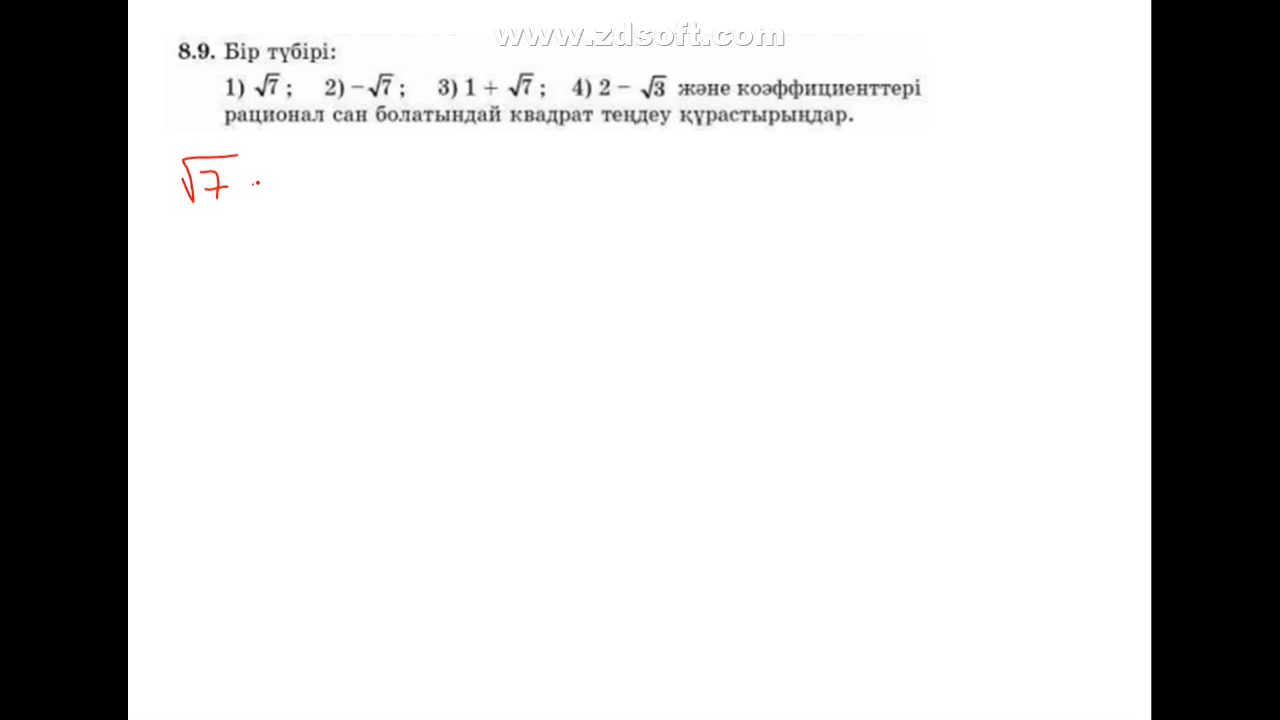 www.zdsoft.com
8.9. Бір түбірі:
1) √7 ; 2) −√7 ; 3) 1 + √7 ; 4) 2 − √3 және коэффициенттері
рационал сан болатындай квадрат теңдеу құрастырыңдар.
√7